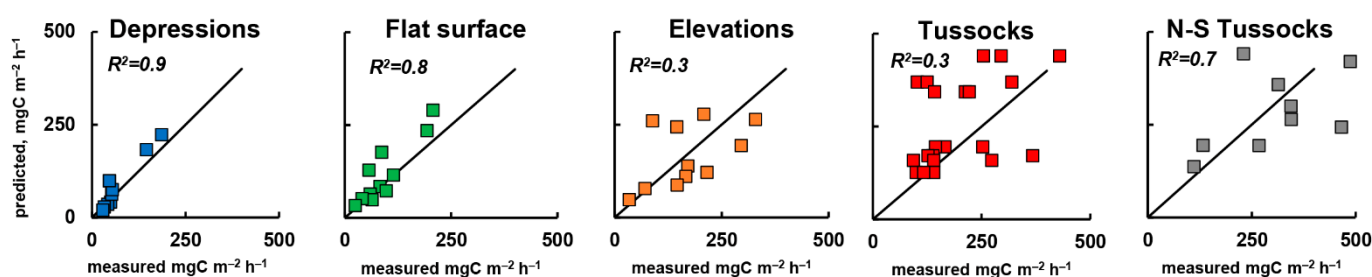 Depressions Flat surface Elevations Tussocks N-S Tussocks
500
R²=0.9 R²=0.8 R²=0.3 R²=0.3 R²=0.7
predicted, mgC m⁻² h⁻¹
250
0
0 250 500 0 250 500 0 250 500 0 250 500 0 250 500
measured mgC m⁻² h⁻¹ measured mgC m⁻² h⁻¹ measured mgC m⁻² h⁻¹ measured mgC m⁻² h⁻¹ measured mgC m⁻² h⁻¹